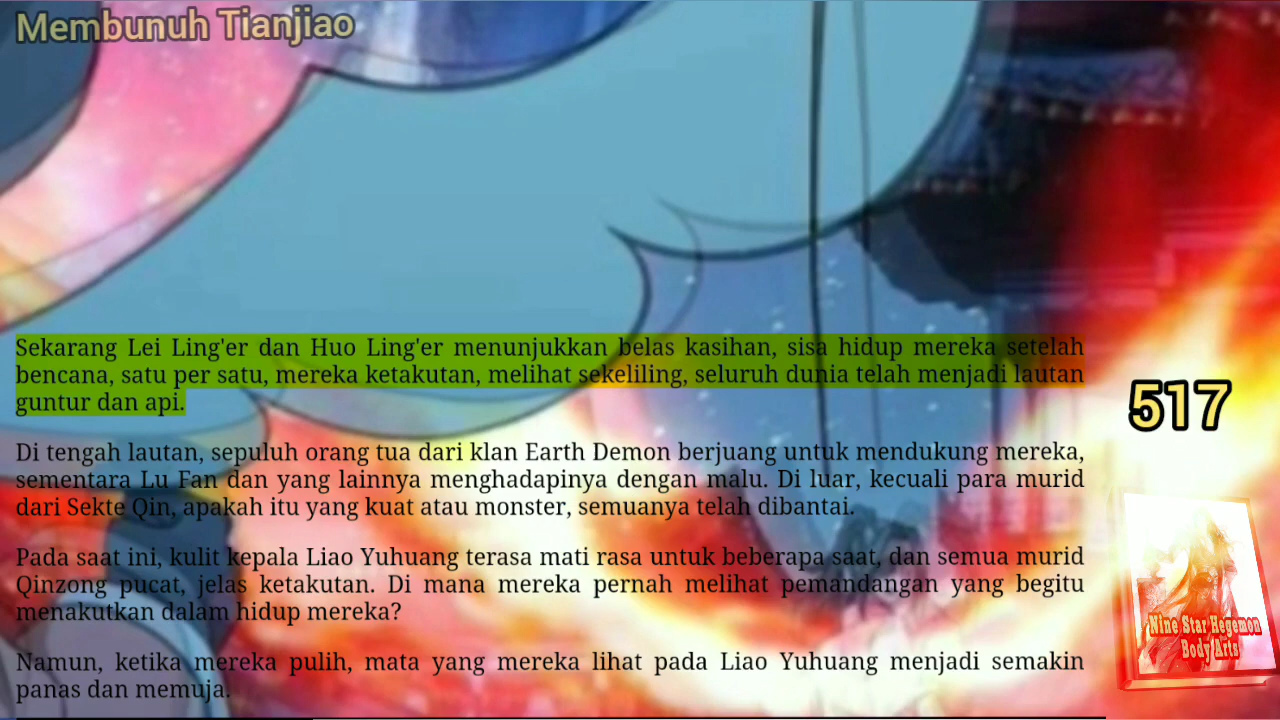 Membunuh Tianjiao
Sekarang Lei Ling'er dan Huo Ling'er menunjukkan belas kasihan, sisa hidup mereka setelah
bencana, satu per satu, mereka ketakutan, melihat sekeliling, seluruh dunia telah menjadi lautan
guntur dan api.
Di tengah lautan, sepuluh orang tua dari klan Earth Demon berjuang untuk mendukung mereka,
sementara Lu Fan dan yang lainnya menghadapinya dengan malu. Di luar, kecuali para murid
dari Sekte Qin, apakah itu yang kuat atau monster, semuanya telah dibantai.
Pada saat ini, kulit kepala Liao Yuhuang terasa mati rasa untuk beberapa saat, dan semua murid
Qinzong pucat, jelas ketakutan. Di mana mereka pernah melihat pemandangan yang begitu
menakutkan dalam hidup mereka?
Namun, ketika mereka pulih, mata yang mereka lihat pada Liao Yuhuang menjadi semakin
panas dan memuja.
517
Nine Star Hegemon
Body Arts